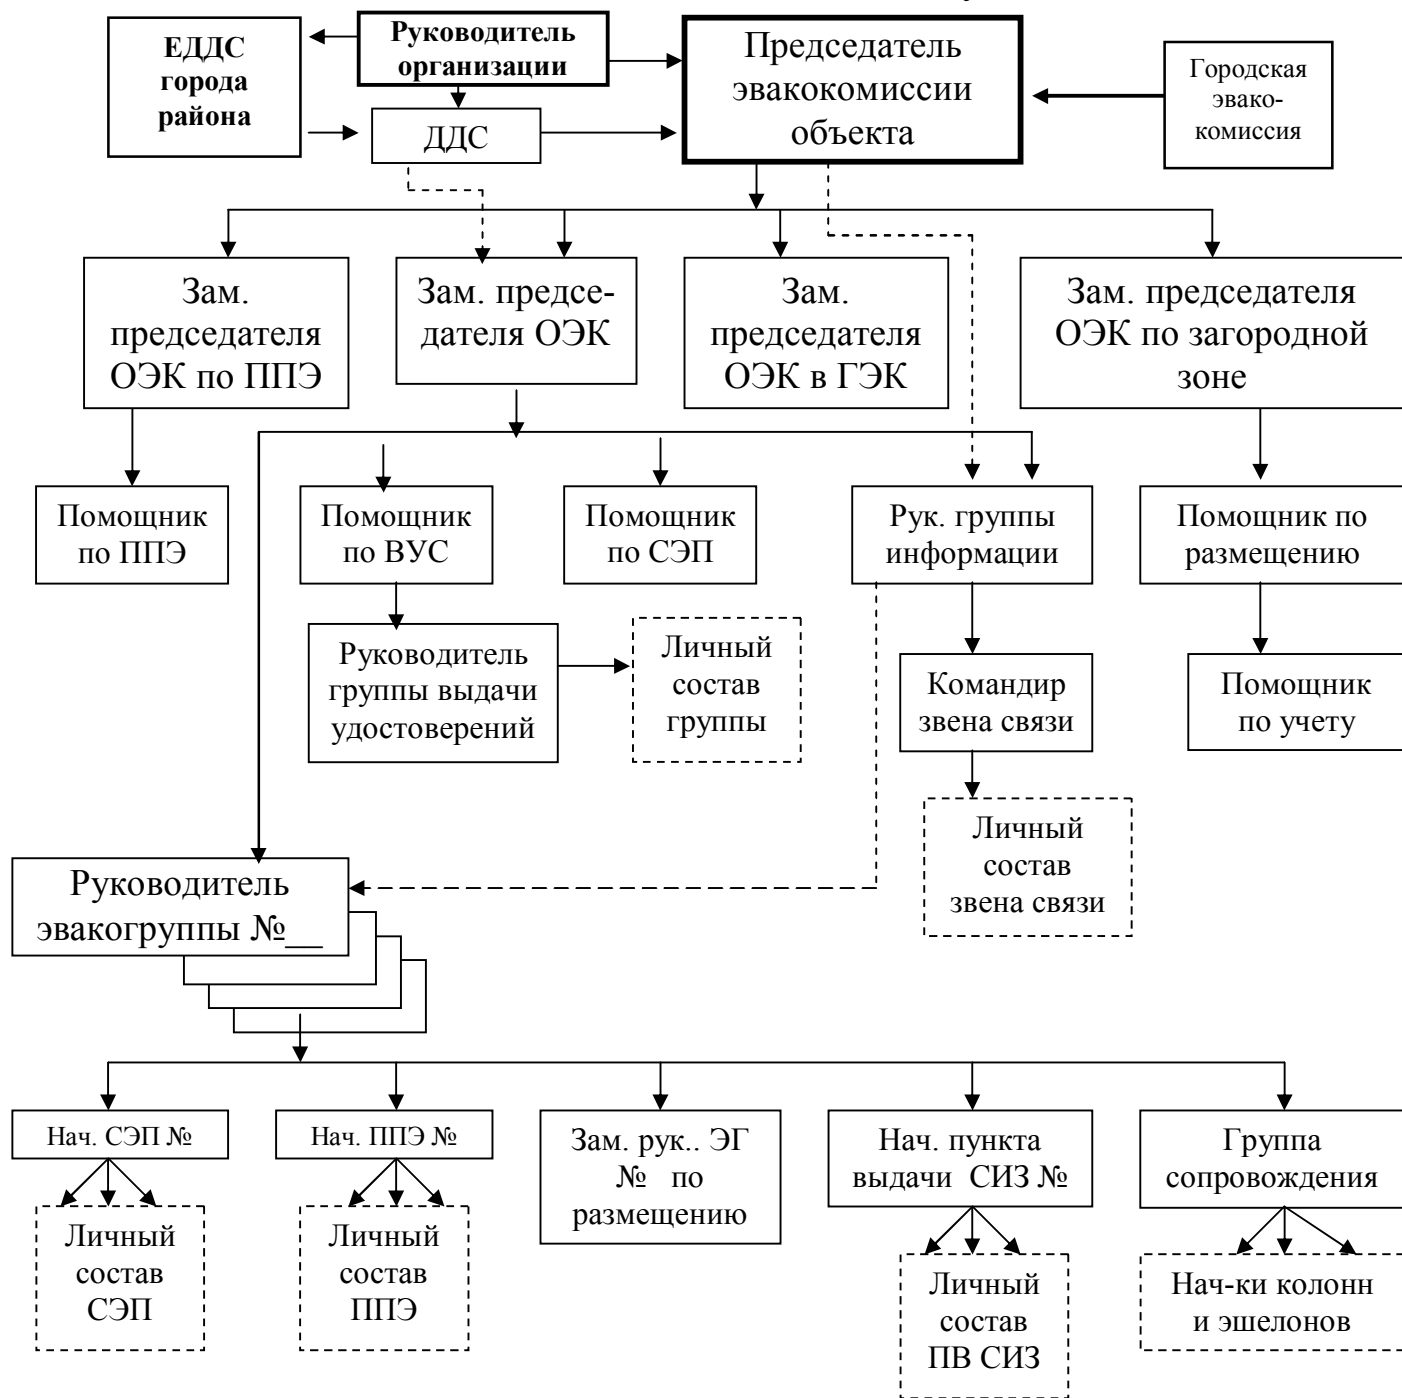 ЕДДС
города
района
Руководитель
организации
ДДС
Председатель
эвакокомиссии
объекта
Городская
эвако-
комиссия
Зам.
председателя
ОЭК по ППЭ
Зам. предсе-
дателя ОЭК
Зам.
председателя
ОЭК в ГЭК
Зам. председателя
ОЭК по загородной
зоне
Помощник
по ППЭ
Помощник
по ВУС
Помощник
по СЭП
Рук. группы
информации
Помощник по
размещению
Руководитель
группы выдачи
удостоверений
Личный
состав
группы
Командир
звена связи
Помощник
по учету
Личный
состав
звена связи
Руководитель
эвакогруппы №__
Нач. СЭП №
Нач. ППЭ №
Зам. рук.. ЭГ
№ по
размещению
Нач. пункта
выдачи СИЗ №
Группа
сопровождения
Личный
состав
СЭП
Личный
состав
ППЭ
Личный
состав
ПВ СИЗ
Нач-ки колонн
и эшелонов